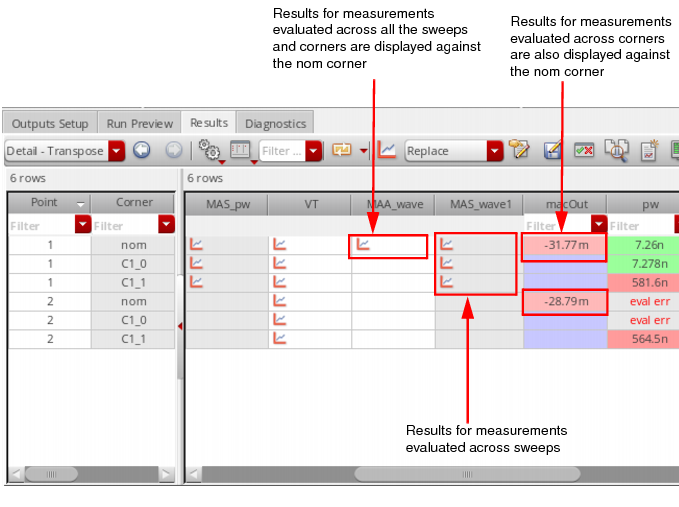 Results for measurements
evaluated across all the sweeps
and corners are displayed against
the nom corner
Results for measurements
evaluated across corners
are also displayed against
the nom corner
Outputs Setup Run Preview Results Diagnostics
Detail - Transpose Filter ... Replace
6 rows 6 rows
Point Corner MAS_pw VT MAA_wave MAS_wave1 macOut pw
Filter Filter Filter Filter
1 nom -31.77m 7.26n
1 C1_0 7.278n
1 C1_1 581.6n
2 nom -28.79m eval err
2 C1_0 eval err
2 C1_1 564.5n
Results for measurements
evaluated across sweeps